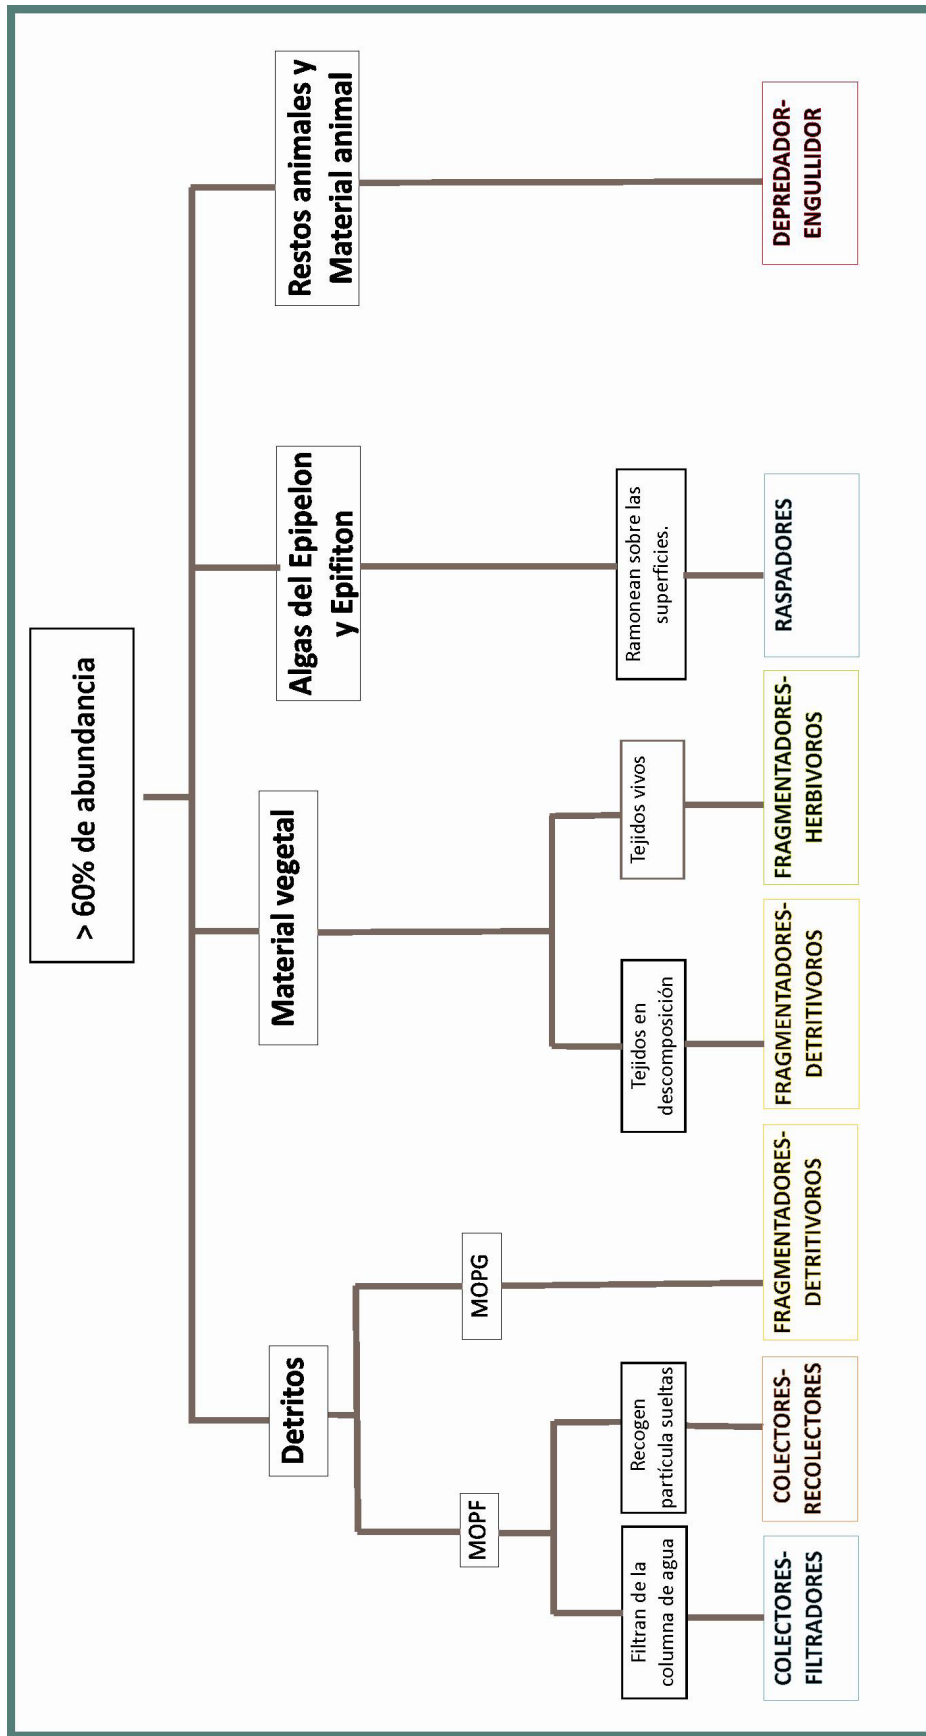 > 60% de abundancia
Detritos
Material vegetal
Algas del Epipelon
y Epifiton
Restos animales y
Material animal
MOPF
MOPG
Filtran de la
columna de agua
Recogen
partícula sueltas
Tejidos en
descomposición
Tejidos vivos
Ramonean sobre las
superficies.
COLECTORES-
FILTRADORES
COLECTORES-
RECOLECTORES
FRAGMENTADORES-
DETRITIVOROS
FRAGMENTADORES-
DETRITIVOROS
FRAGMENTADORES-
HERBIVOROS
RASPADORES
DEPREDADOR-
ENGULLIDOR